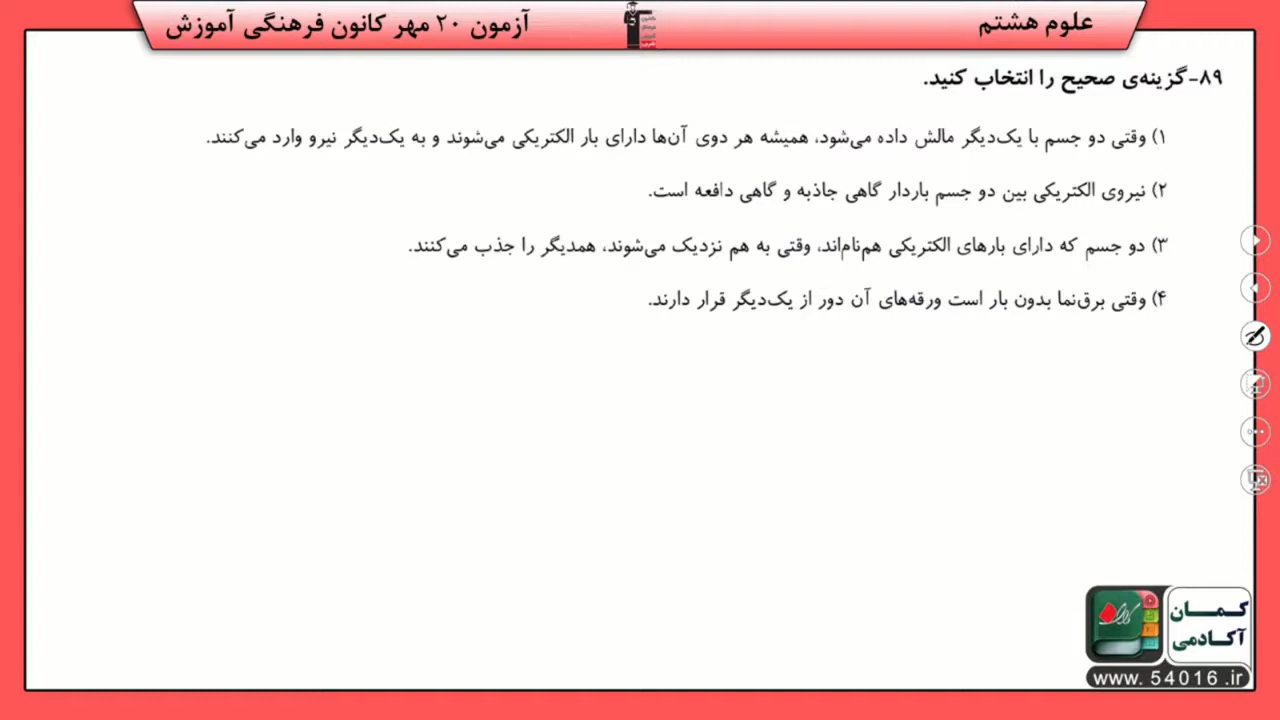 علوم هشتم
آزمون ۲۰ مهر کانون فرهنگی آموزش
۸۹-گزینه‌ی صحیح را انتخاب کنید.
۱) وقتی دو جسم با یک‌دیگر مالش داده می‌شود، همیشه هر دوی آن‌ها دارای بار الکتریکی می‌شوند و به یک‌دیگر نیرو وارد می‌کنند.
۲) نیروی الکتریکی بین دو جسم باردار گاهی جاذبه و گاهی دافعه است.
۳) دو جسم که دارای بارهای الکتریکی هم‌نام‌اند، وقتی به هم نزدیک می‌شوند، همدیگر را جذب می‌کنند.
۴) وقتی برق‌نما بدون بار است ورقه‌های آن دور از یک‌دیگر قرار دارند.
کمان
آکادمی
www. 54016 .ir